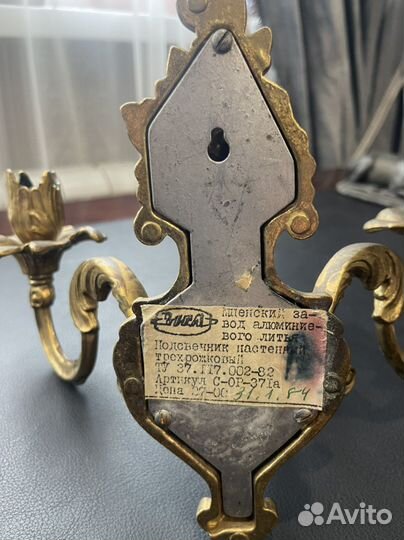 ЗИЛ
Мценский за-
вод алюминие-
вого литья
Подсвечник настенный
трехрожковый
ТУ 37.117.002-82
Артикул С-ОР-371а
Цена 27-00 31.1.84
Avito